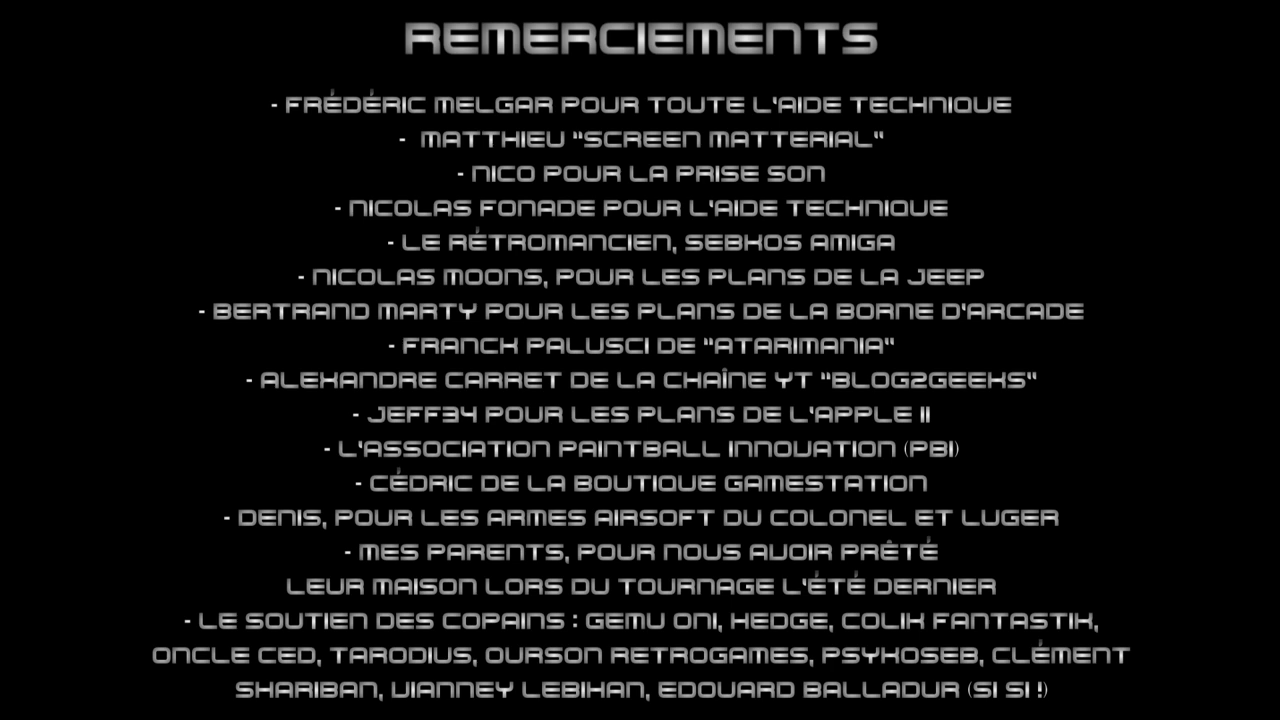 REMERCIEMENTS
- FRÉDÉRIC MELGAR POUR TOUTE L'AIDE TECHNIQUE
- MATTHIEU "SCREEN MATTERIAL"
- NICO POUR LA PRISE SON
- NICOLAS FONADE POUR L'AIDE TECHNIQUE
- LE RÉTROMANCIEN, SEBKOS AMIGA
- NICOLAS MOONS, POUR LES PLANS DE LA JEEP
- BERTRAND MARTY POUR LES PLANS DE LA BORNE D'ARCADE
- FRANCK PALUSCI DE "ATARIMANIA"
- ALEXANDRE CARRET DE LA CHAÎNE YT "BLOG2GEEKS"
- JEFF34 POUR LES PLANS DE L'APPLE II
- L'ASSOCIATION PAINTBALL INNOVATION (PBI)
- CÉDRIC DE LA BOUTIQUE GAMESTATION
- DENIS, POUR LES ARMES AIRSOFT DU COLONEL ET LUGER
- MES PARENTS, POUR NOUS AVOIR PRÊTÉ
LEUR MAISON LORS DU TOURNAGE L'ÉTÉ DERNIER
- LE SOUTIEN DES COPAINS : GEMU ONI, HEDGE, COLIK FANTASTIK,
ONCLE CED, TARODIUS, OURSON RETROGAMES, PSYKOSEB, CLÉMENT
SHARIBAN, VIANNEY LEBIHAN, EDOUARD BALLADUR (SI SI !)